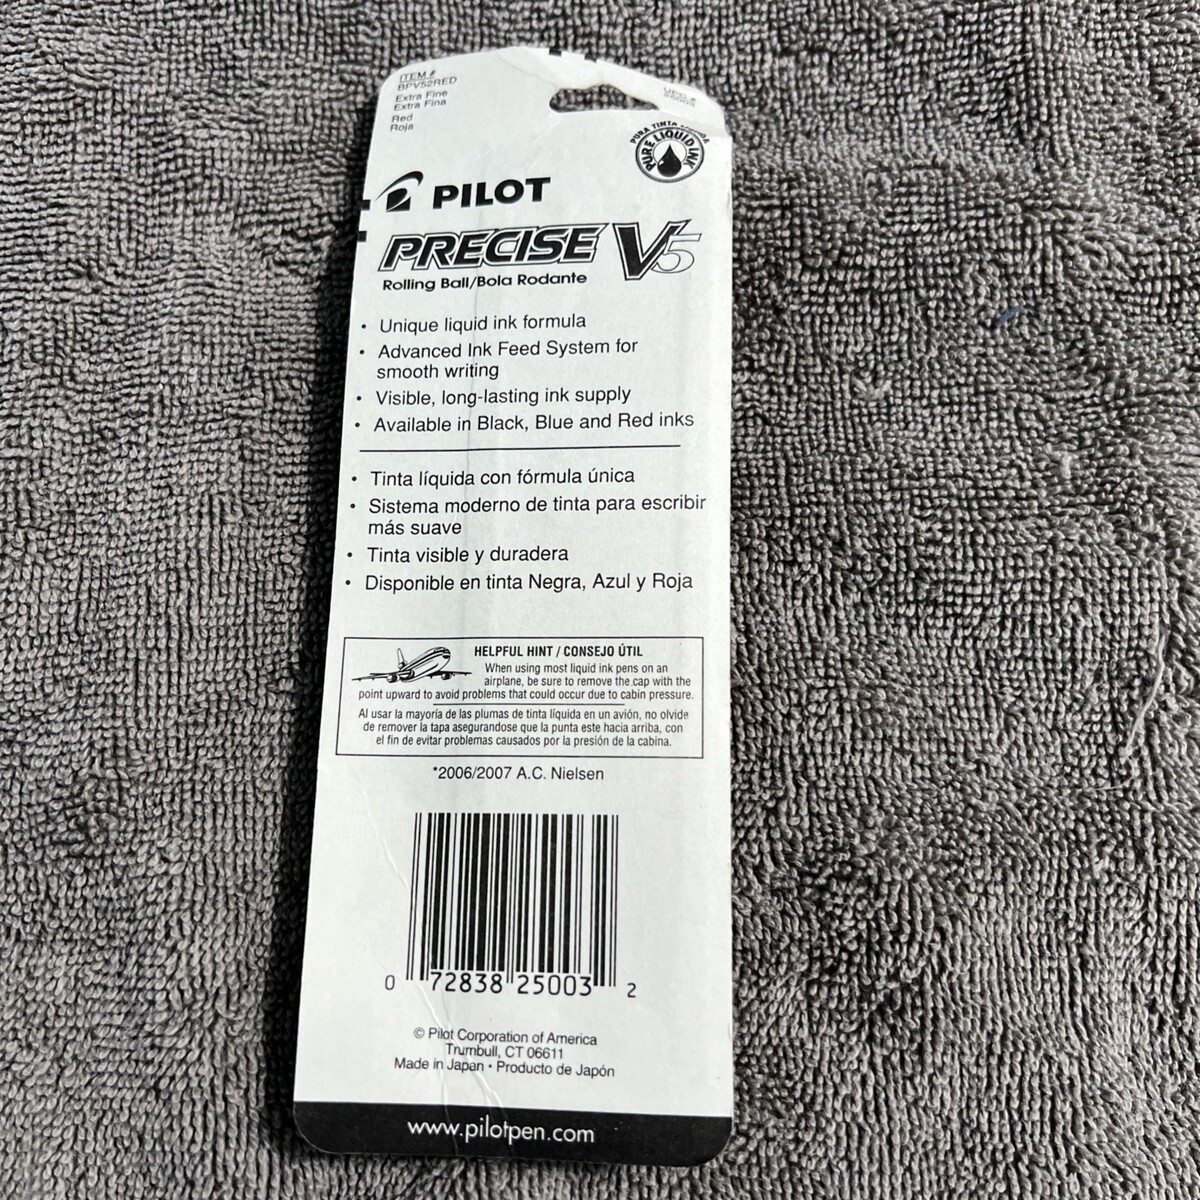 ITEM #
BPV52RED
Extra Fine
Extra Fina
Red
Roja
PURA TINTA
PURE LIQUID INK
PILOT
PRECISE V5
Rolling Ball/Bola Rodante
• Unique liquid ink formula
• Advanced Ink Feed System for
smooth writing
• Visible, long-lasting ink supply
• Available in Black, Blue and Red inks
• Tinta líquida con fórmula única
• Sistema moderno de tinta para escribir
más suave
• Tinta visible y duradera
• Disponible en tinta Negra, Azul y Roja
HELPFUL HINT / CONSEJO ÚTIL
When using most liquid ink pens on an
airplane, be sure to remove the cap with the
point upward to avoid problems that could occur due to cabin pressure.
Al usar la mayoría de las plumas de tinta líquida en un avión, no olvide
de remover la tapa asegurandose que la punta este hacia arriba, con
el fin de evitar problemas causados por la presión de la cabina.
*2006/2007 A.C. Nielsen
0 72838 25003 2
© Pilot Corporation of America
Trumbull, CT 06611
Made in Japan • Producto de Japón
www.pilotpen.com